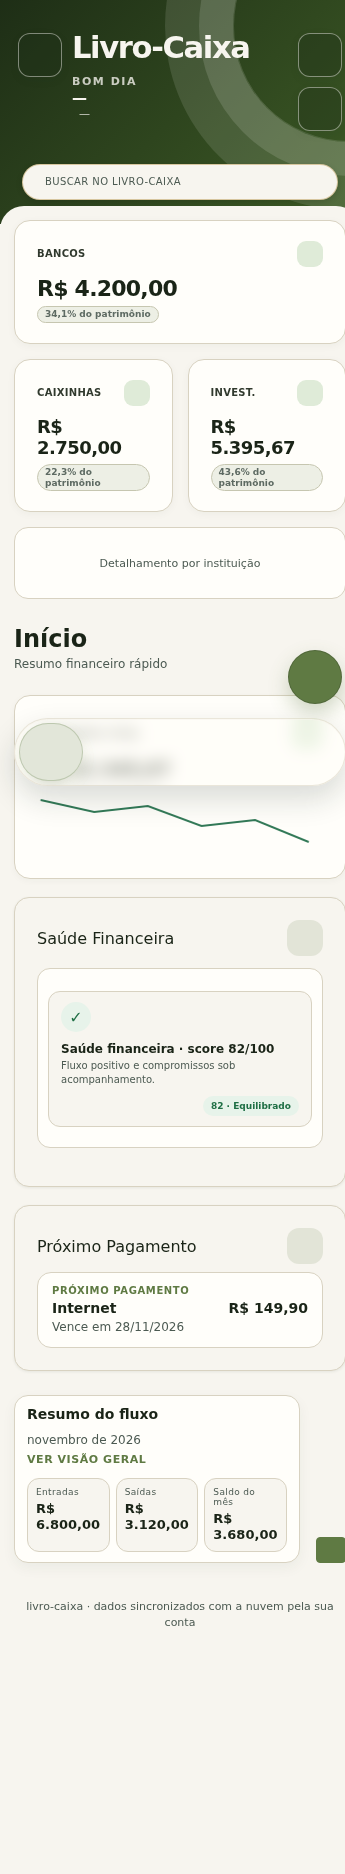 Livro-Caixa
BOM DIA
—
—
BUSCAR NO LIVRO-CAIXA
BANCOS
R$ 4.200,00
34,1% do patrimônio
CAIXINHAS
R$
2.750,00
22,3% do
patrimônio
INVEST.
R$
5.395,67
43,6% do
patrimônio
Detalhamento por instituição
Início
Resumo financeiro rápido
Saúde Financeira
✓
Saúde financeira · score 82/100
Fluxo positivo e compromissos sob
acompanhamento.
82 · Equilibrado
Próximo Pagamento
PRÓXIMO PAGAMENTO
Internet R$ 149,90
Vence em 28/11/2026
Resumo do fluxo
novembro de 2026
VER VISÃO GERAL
Entradas
R$
6.800,00
Saídas
R$
3.120,00
Saldo do
mês
R$
3.680,00
livro-caixa · dados sincronizados com a nuvem pela sua
conta